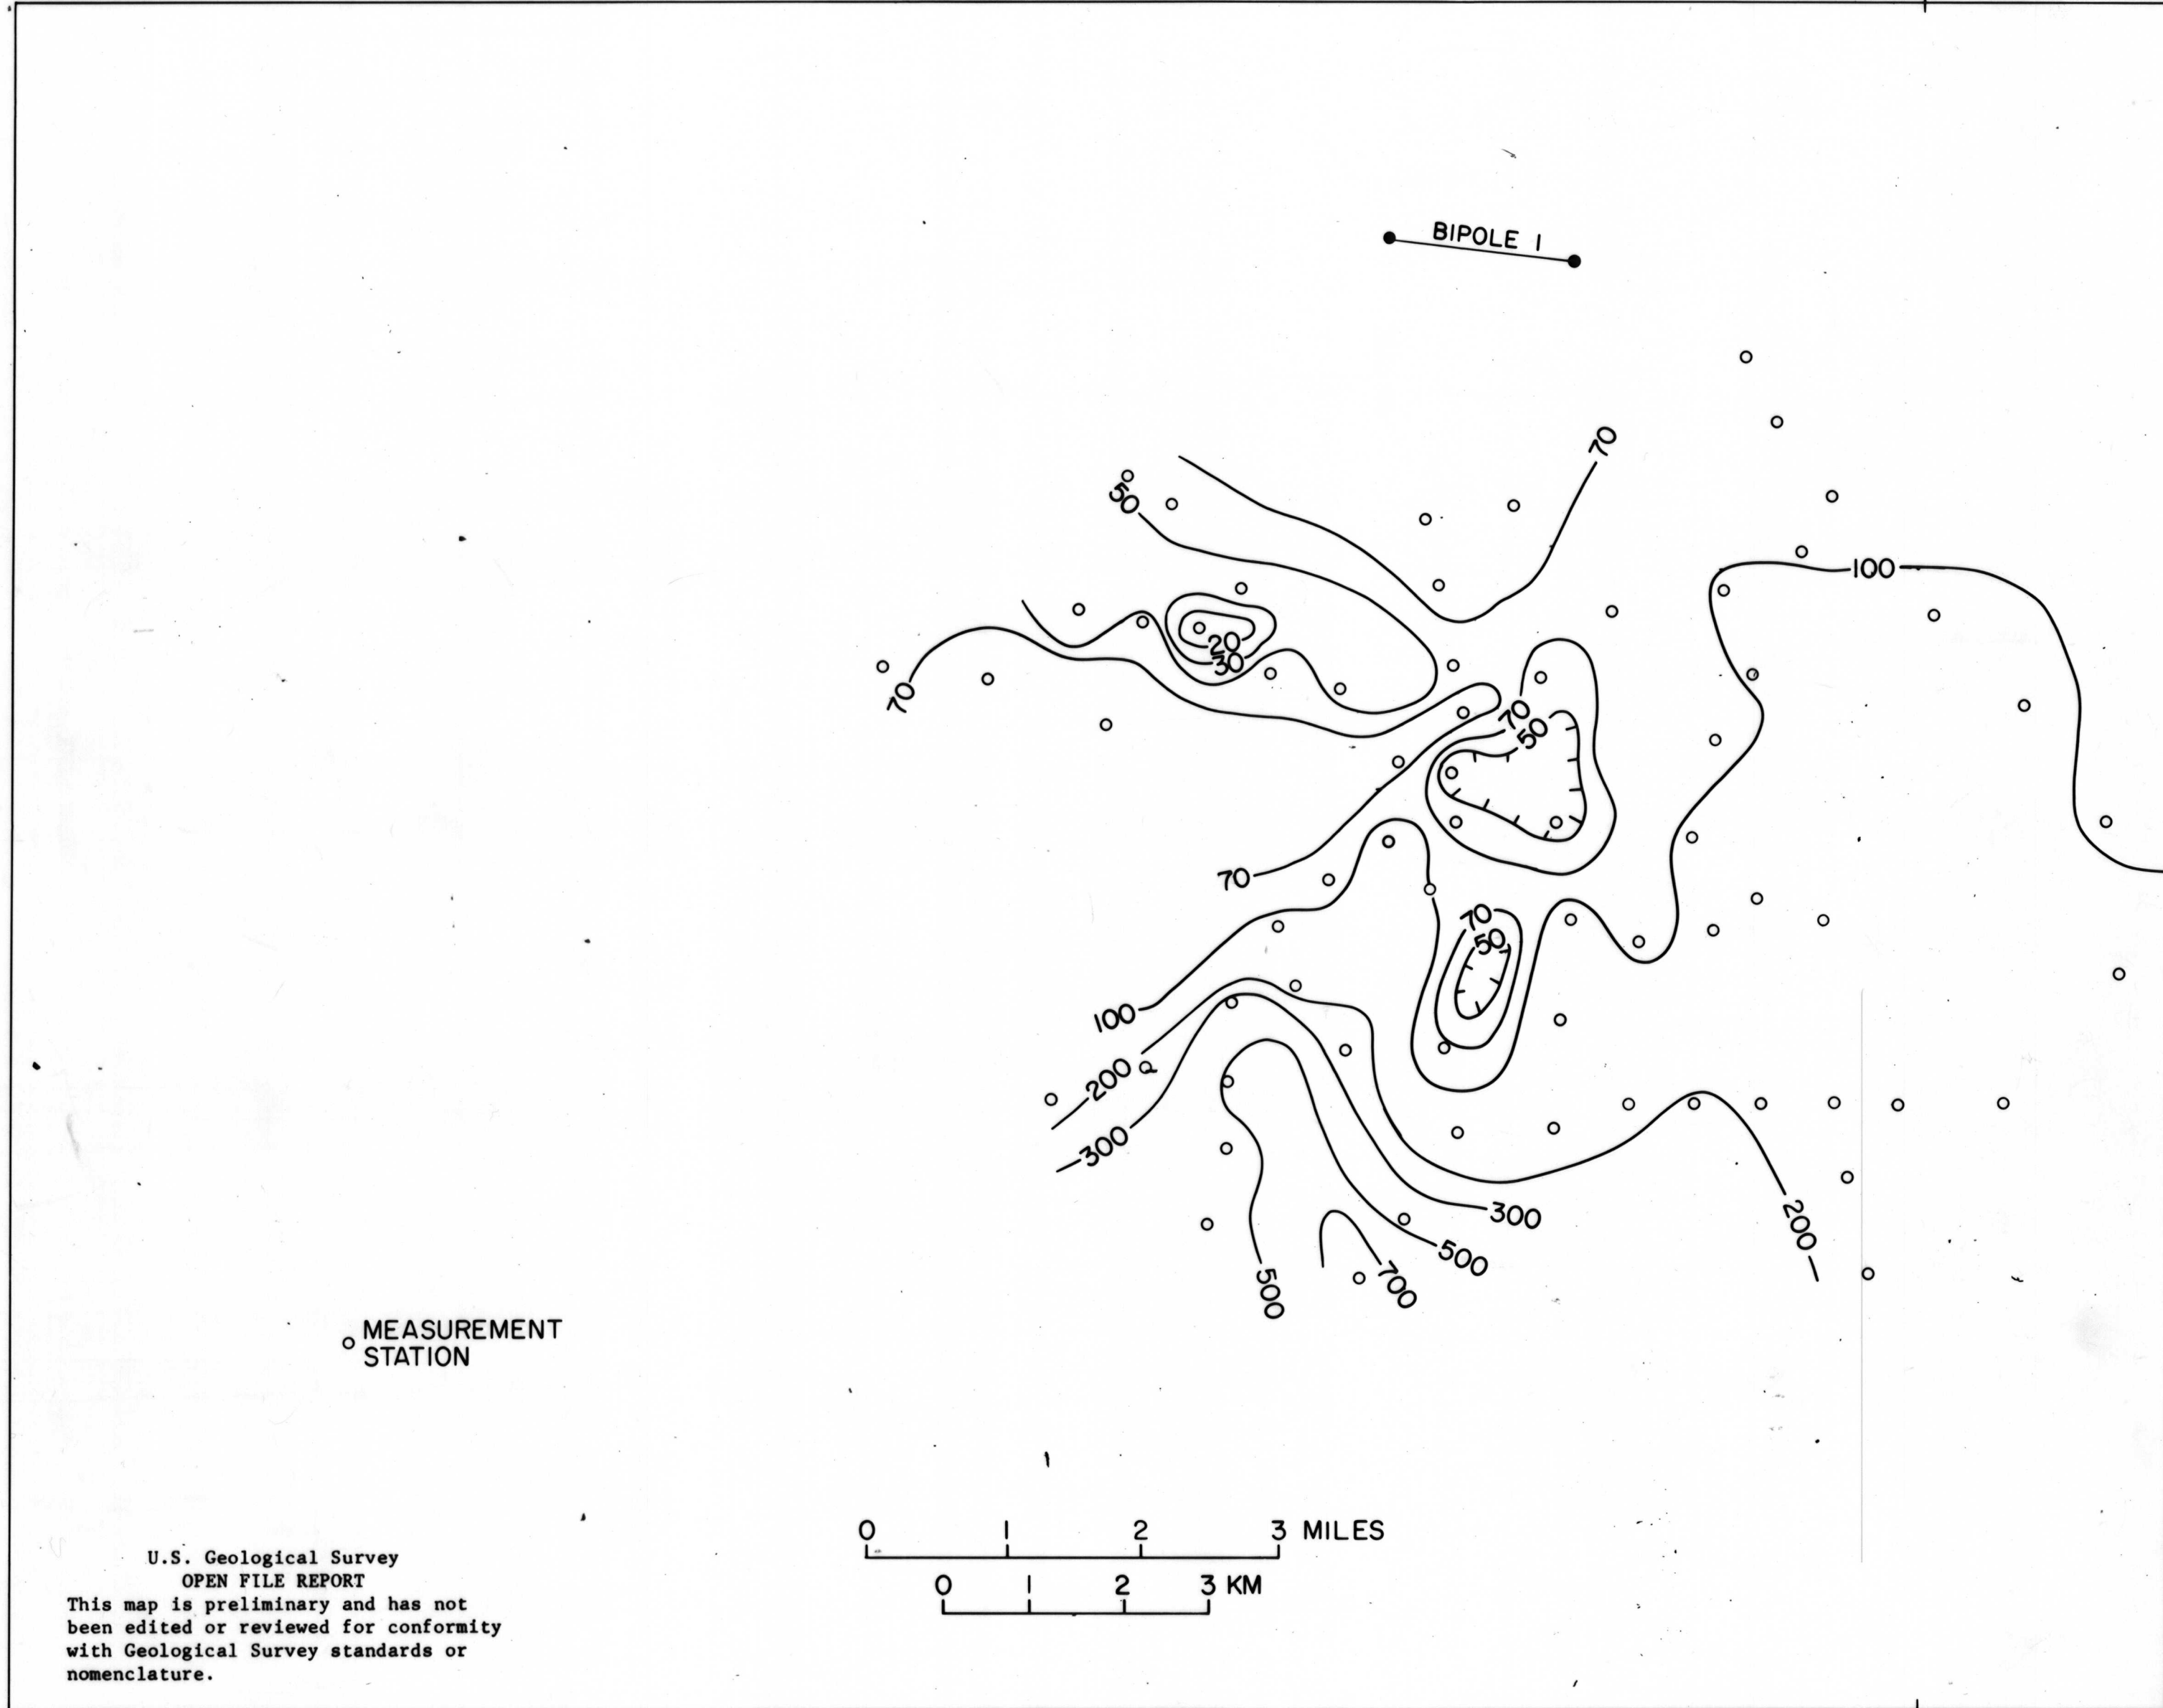 BIPOLE 1
70
50
100
20
30
70
70
50
70
70
50
100
200
300
300
200
500
500
700
MEASUREMENT
STATION
0 1 2 3 MILES
0 1 2 3 KM
U.S. Geological Survey
OPEN FILE REPORT
This map is preliminary and has not
been edited or reviewed for conformity
with Geological Survey standards or
nomenclature.